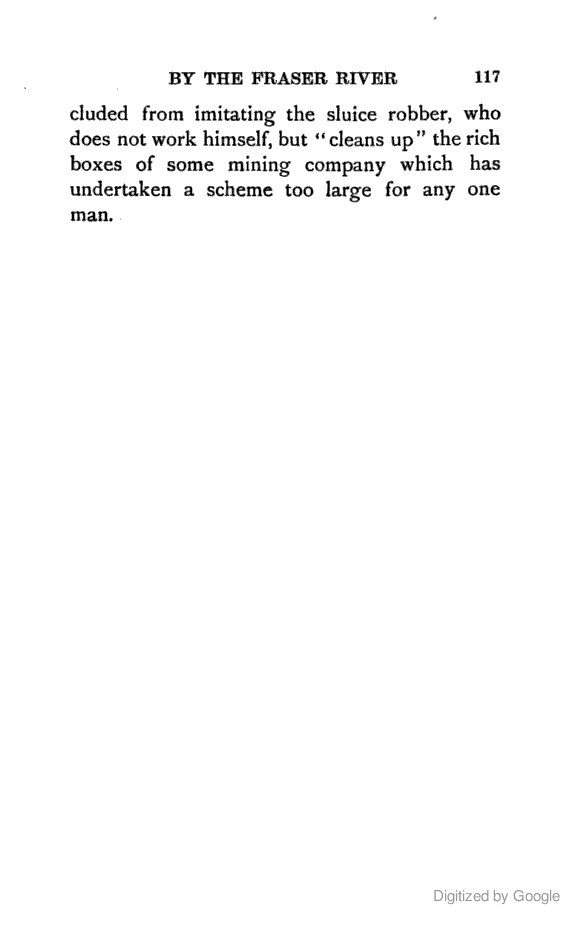 BY THE FRASER RIVER 117
cluded from imitating the sluice robber, who
does not work himself, but “cleans up” the rich
boxes of some mining company which has
undertaken a scheme too large for any one
man.
Digitized by Google